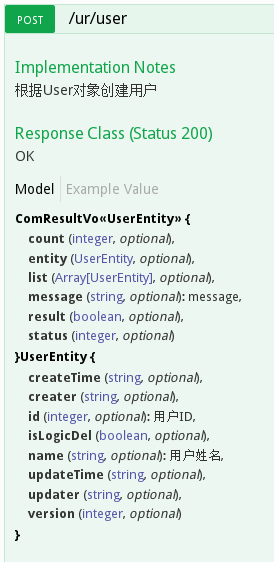 POST /ur/user
Implementation Notes
根据User对象创建用户
Response Class (Status 200)
OK
Model Example Value
ComResultVo«UserEntity» {
count (integer, optional),
entity (UserEntity, optional),
list (Array[UserEntity], optional),
message (string, optional): message,
result (boolean, optional),
status (integer, optional)
}UserEntity {
createTime (string, optional),
creater (string, optional),
id (integer, optional): 用户ID,
isLogicDel (boolean, optional),
name (string, optional): 用户姓名,
updateTime (string, optional),
updater (string, optional),
version (integer, optional)
}